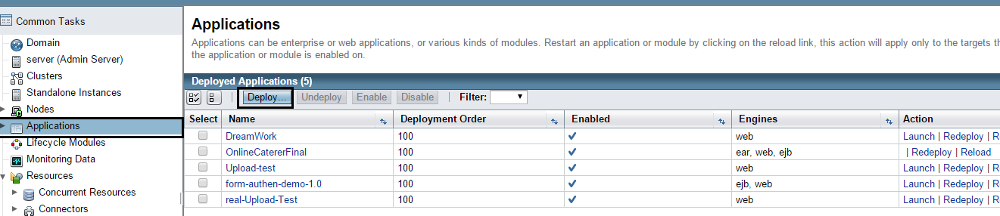 Common Tasks
Domain
server (Admin Server)
Clusters
Standalone Instances
Nodes
Applications
Lifecycle Modules
Monitoring Data
Resources
Concurrent Resources
Connectors
Applications
Applications can be enterprise or web applications, or various kinds of modules. Restart an application or module by clicking on the reload link, this action will apply only to the targets
the application or module is enabled on.
Deployed Applications (5)
Deploy... Undeploy Enable Disable Filter:
Select Name Deployment Order Enabled Engines Action
DreamWork 100 web Launch | Redeploy |
OnlineCatererFinal 100 ear, web, ejb | Redeploy | Reload
Upload-test 100 web Launch | Redeploy |
form-authen-demo-1.0 100 ejb, web Launch | Redeploy |
real-Upload-Test 100 web Launch | Redeploy |